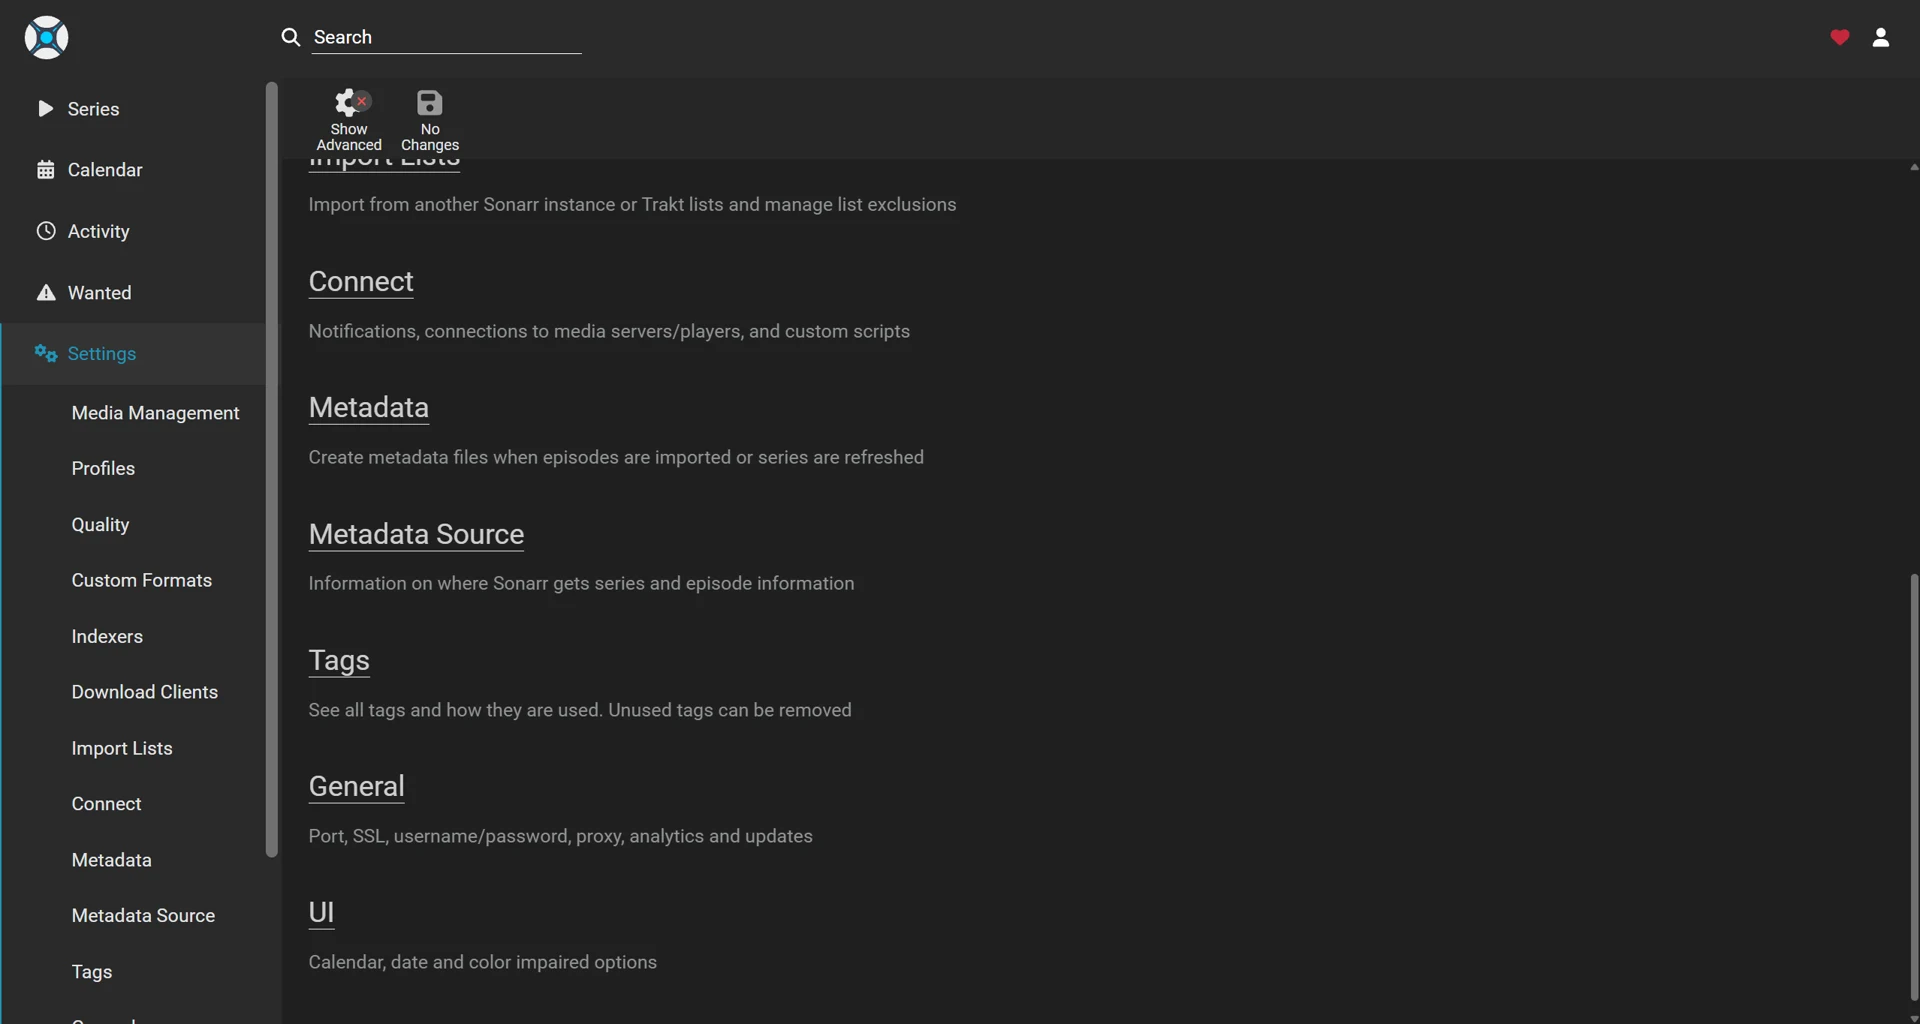 Search
Series
Calendar
Activity
Wanted
Settings
Media Management
Profiles
Quality
Custom Formats
Indexers
Download Clients
Import Lists
Connect
Metadata
Metadata Source
Tags
Show
Advanced
No
Changes
Import Lists
Import from another Sonarr instance or Trakt lists and manage list exclusions
Connect
Notifications, connections to media servers/players, and custom scripts
Metadata
Create metadata files when episodes are imported or series are refreshed
Metadata Source
Information on where Sonarr gets series and episode information
Tags
See all tags and how they are used. Unused tags can be removed
General
Port, SSL, username/password, proxy, analytics and updates
UI
Calendar, date and color impaired options